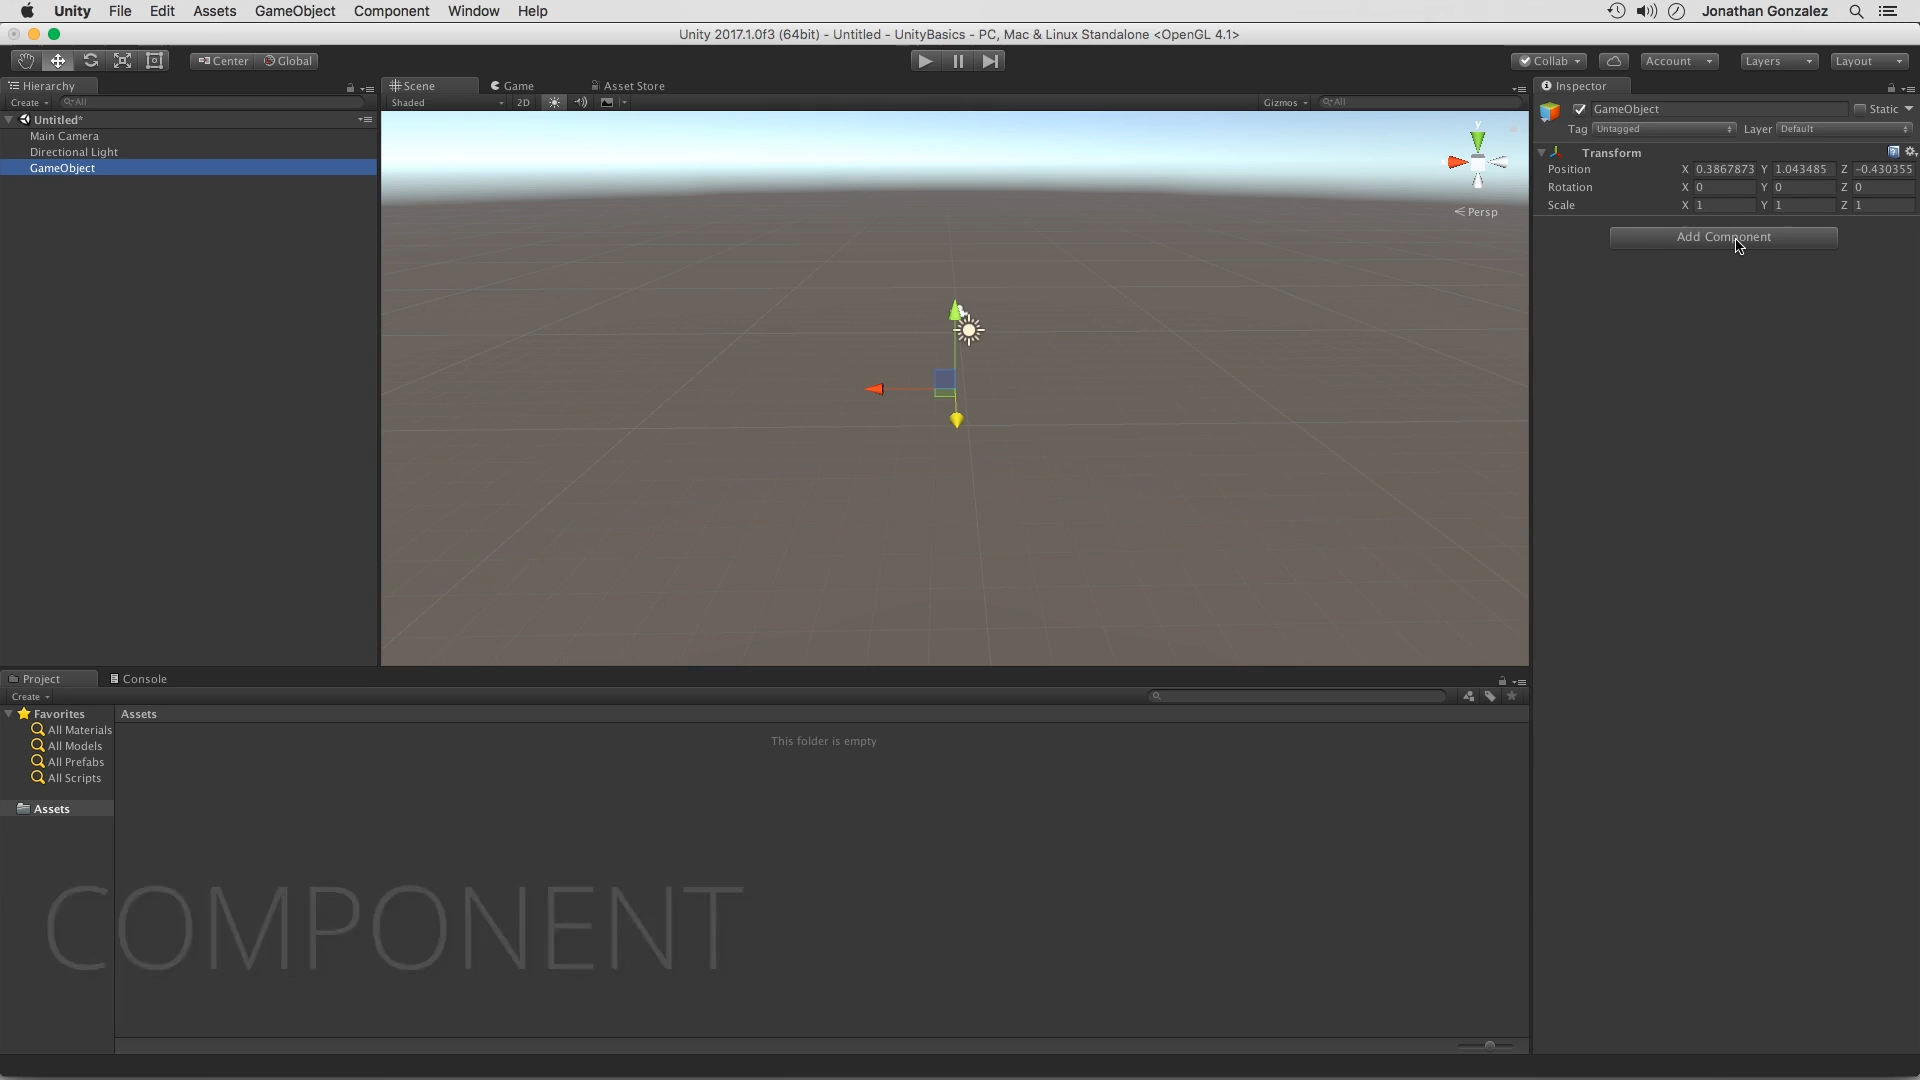 Unity File Edit Assets GameObject Component Window Help Jonathan Gonzalez
Unity 2017.1.0f3 (64bit) - Untitled - UnityBasics - PC, Mac & Linux Standalone <OpenGL 4.1>
Center Global Collab Account Layers Layout
Hierarchy
Create All
Untitled*
Main Camera
Directional Light
GameObject
Scene Game Asset Store
Shaded 2D Gizmos All
y
Persp
Inspector
GameObject Static
Tag Untagged Layer Default
Transform
Position X 0.3867873 Y 1.043485 Z -0.430355
Rotation X 0 Y 0 Z 0
Scale X 1 Y 1 Z 1
Add Component
Project Console
Create
Favorites
All Materials
All Models
All Prefabs
All Scripts
Assets
Assets
This folder is empty
COMPONENT